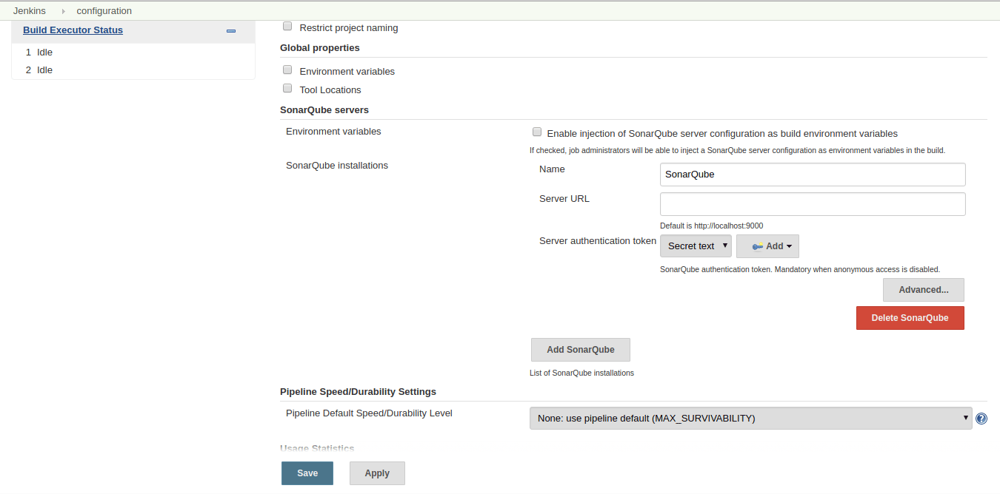 Jenkins configuration
Build Executor Status
1 Idle
2 Idle
Restrict project naming
Global properties
Environment variables
Tool Locations
SonarQube servers
Environment variables
Enable injection of SonarQube server configuration as build environment variables
If checked, job administrators will be able to inject a SonarQube server configuration as environment variables in the build.
SonarQube installations
Name
SonarQube
Server URL
Default is http://localhost:9000
Server authentication token
Secret text
Add
SonarQube authentication token. Mandatory when anonymous access is disabled.
Advanced...
Delete SonarQube
Add SonarQube
List of SonarQube installations
Pipeline Speed/Durability Settings
Pipeline Default Speed/Durability Level
None: use pipeline default (MAX_SURVIVABILITY)
?
Usage Statistics
Save
Apply